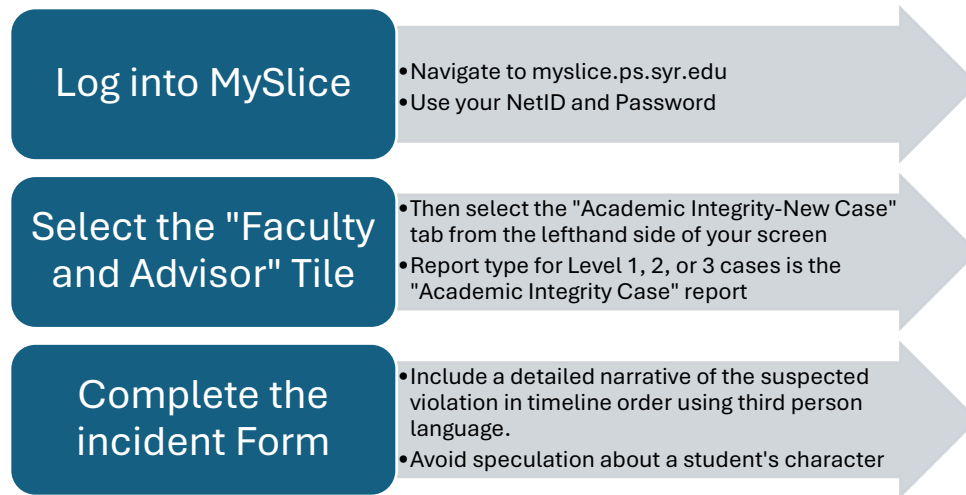 Log into MySlice
•Navigate to myslice.ps.syr.edu
•Use your NetID and Password
Select the "Faculty
and Advisor" Tile
•Then select the "Academic Integrity-New Case"
tab from the lefthand side of your screen
•Report type for Level 1, 2, or 3 cases is the
"Academic Integrity Case" report
Complete the
incident Form
•Include a detailed narrative of the suspected
violation in timeline order using third person
language.
•Avoid speculation about a student's character